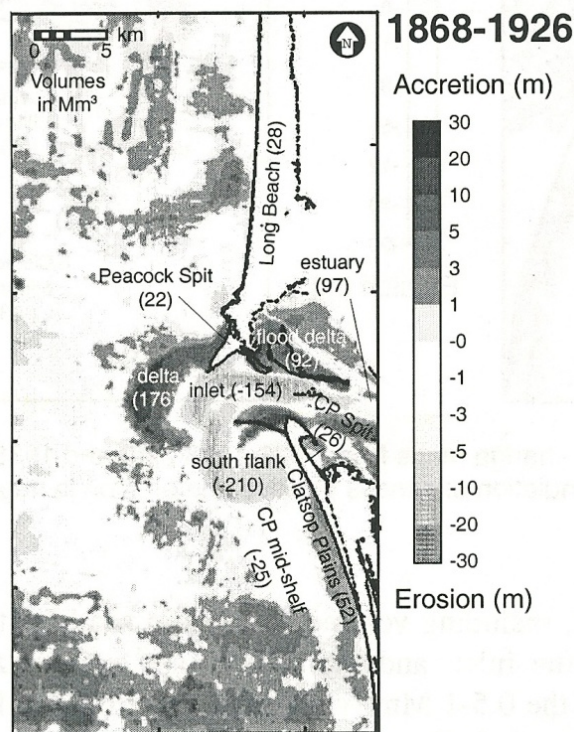 1868-1926
0 5 km
N
Volumes
in Mm³
Accretion (m)
30
20
10
5
3
1
-0
-1
-3
-5
-10
-20
-30
Erosion (m)
Long Beach (28)
Peacock Spit
(22)
estuary
(97)
flood delta
(92)
delta
(176)
inlet (-154)
CP Spit
(26)
south flank
(-210)
Clatsop Plains (52)
CP mid-shelf
(-25)